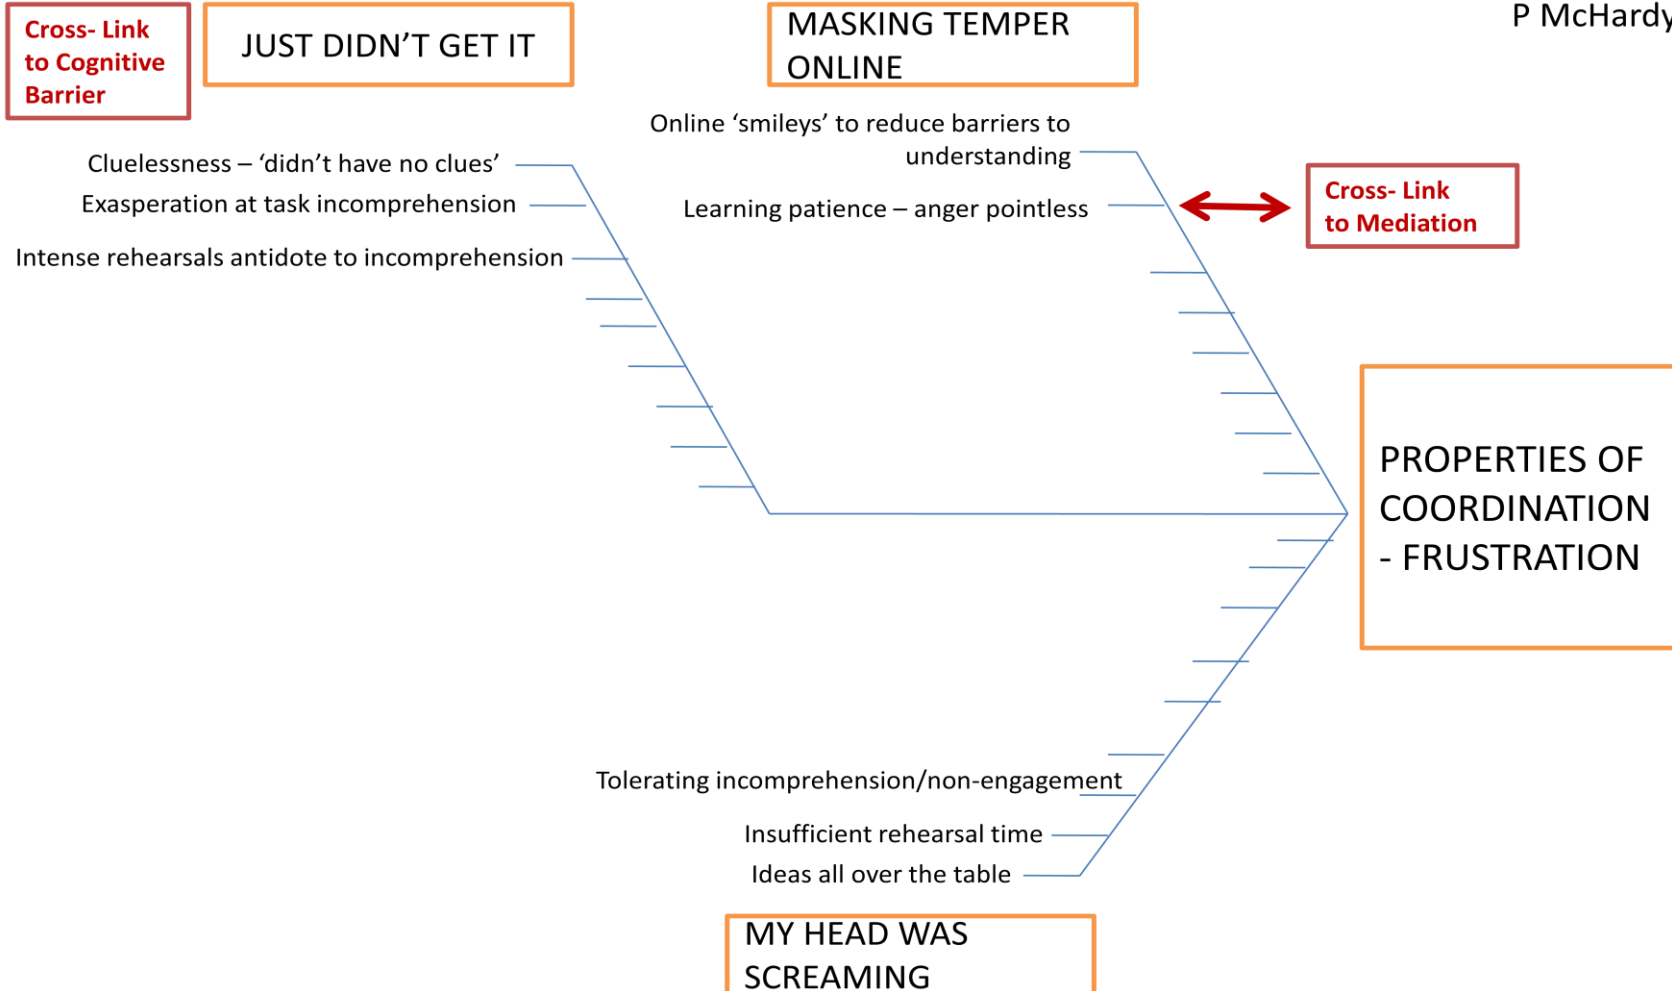 P McHardy
Cross- Link
to Cognitive
Barrier
JUST DIDN’T GET IT
MASKING TEMPER
ONLINE
Online ‘smileys’ to reduce barriers to
understanding
Cluelessness – ‘didn’t have no clues’
Exasperation at task incomprehension
Learning patience – anger pointless
Cross- Link
to Mediation
Intense rehearsals antidote to incomprehension
PROPERTIES OF
COORDINATION
- FRUSTRATION
Tolerating incomprehension/non-engagement
Insufficient rehearsal time
Ideas all over the table
MY HEAD WAS
SCREAMING